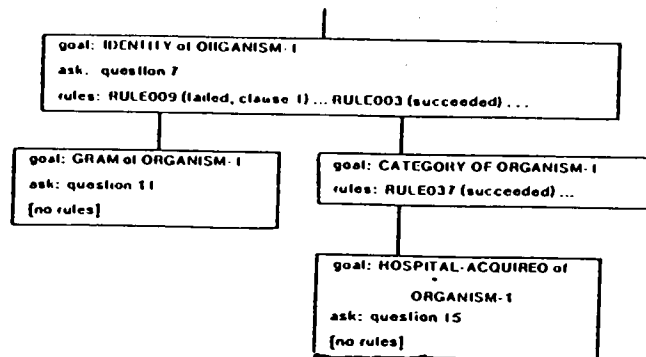 goal: IDENTITY of ORGANISM-1
ask. question 7
rules: RULE009 (failed, clause 1) ... RULE003 (succeeded) ...
goal: GRAM of ORGANISM-1
ask: question 11
[no rules]
goal: CATEGORY OF ORGANISM-1
rules: RULE037 (succeeded) ...
goal: HOSPITAL-ACQUIRED of
ORGANISM-1
ask: question 15
[no rules]